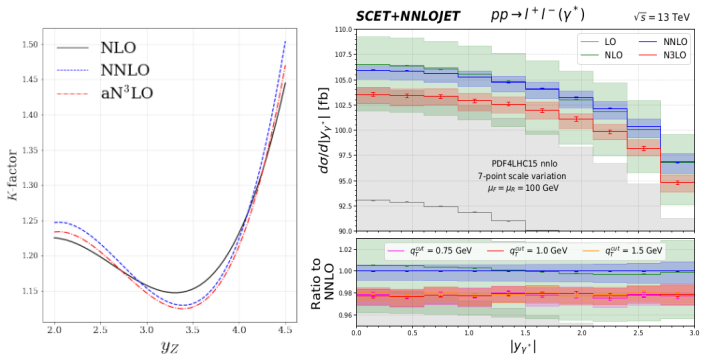 NLO
NNLO
aN³LO
K factor
1.50
1.45
1.40
1.35
1.30
1.25
1.20
1.15
2.0
2.5
3.0
3.5
4.0
4.5
y_Z
SCET+NNLOJET
pp → l⁺l⁻(γ*)
√s = 13 TeV
LO
NLO
NNLO
N3LO
dσ/d|y_γ*| [fb]
110.0
107.5
105.0
102.5
100.0
97.5
95.0
92.5
90.0
PDF4LHC15 nnlo
7-point scale variation
μ_F = μ_R = 100 GeV
q_T^cut = 0.75 GeV
q_T^cut = 1.0 GeV
q_T^cut = 1.5 GeV
Ratio to
NNLO
1.02
1.00
0.98
0.96
0.0
0.5
1.0
1.5
2.0
2.5
3.0
|y_γ*|